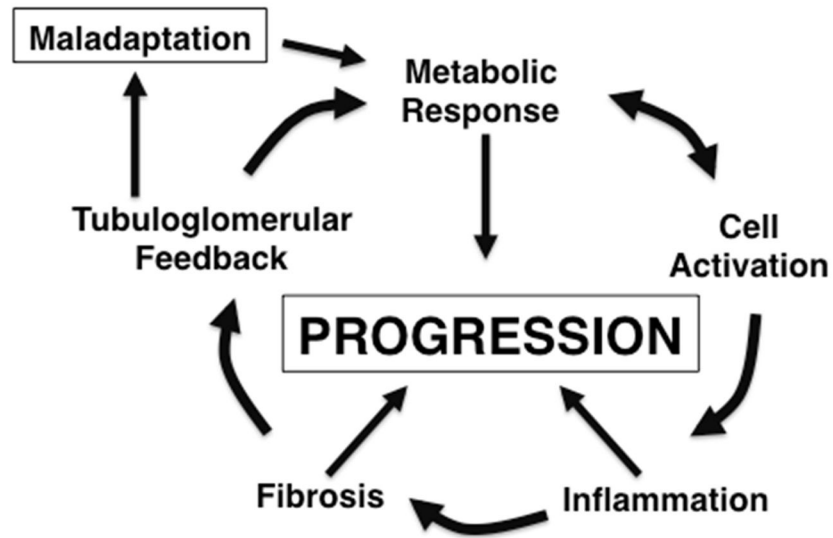 Maladaptation
Metabolic
Response
Tubuloglomerular
Feedback
Cell
Activation
PROGRESSION
Fibrosis
Inflammation